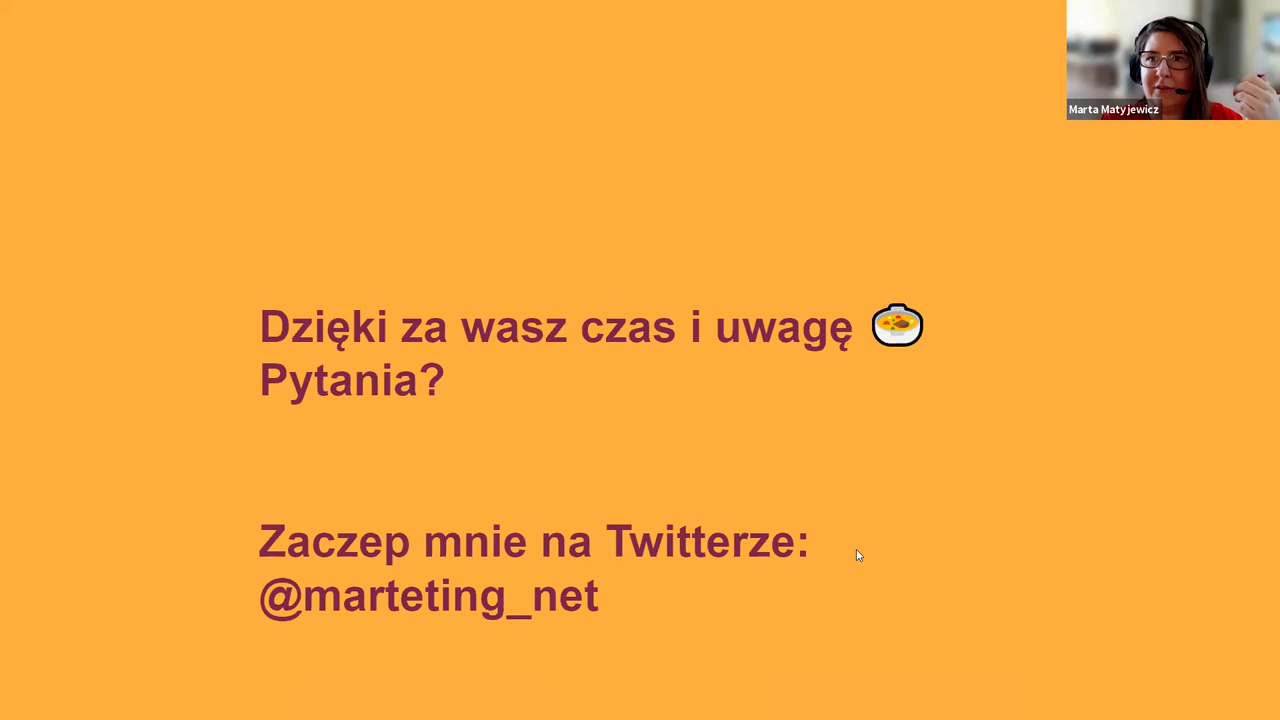 Marta Matyjewicz
Dzięki za wasz czas i uwagę 🍲
Pytania?
Zaczep mnie na Twitterze:
@marteting_net